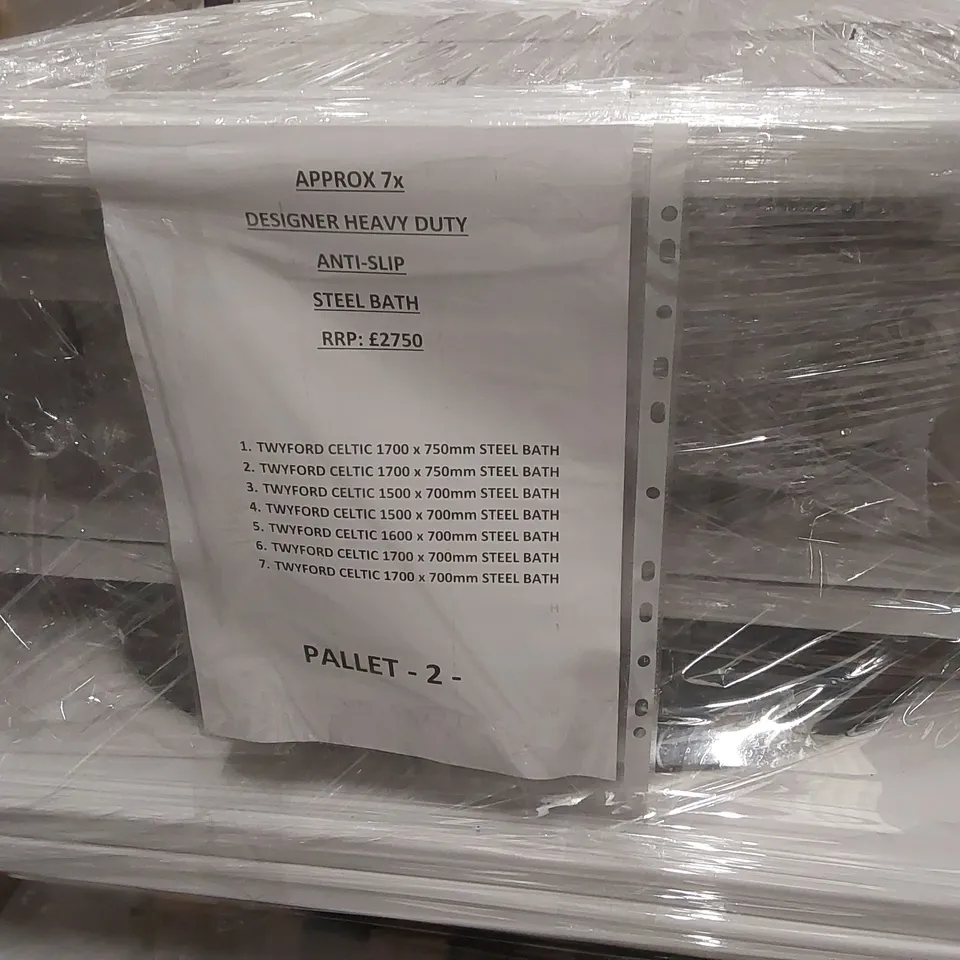 APPROX 7x
DESIGNER HEAVY DUTY
ANTI-SLIP
STEEL BATH
RRP: £2750
1. TWYFORD CELTIC 1700 x 750mm STEEL BATH
2. TWYFORD CELTIC 1700 x 750mm STEEL BATH
3. TWYFORD CELTIC 1500 x 700mm STEEL BATH
4. TWYFORD CELTIC 1500 x 700mm STEEL BATH
5. TWYFORD CELTIC 1600 x 700mm STEEL BATH
6. TWYFORD CELTIC 1700 x 700mm STEEL BATH
7. TWYFORD CELTIC 1700 x 700mm STEEL BATH
PALLET - 2 -